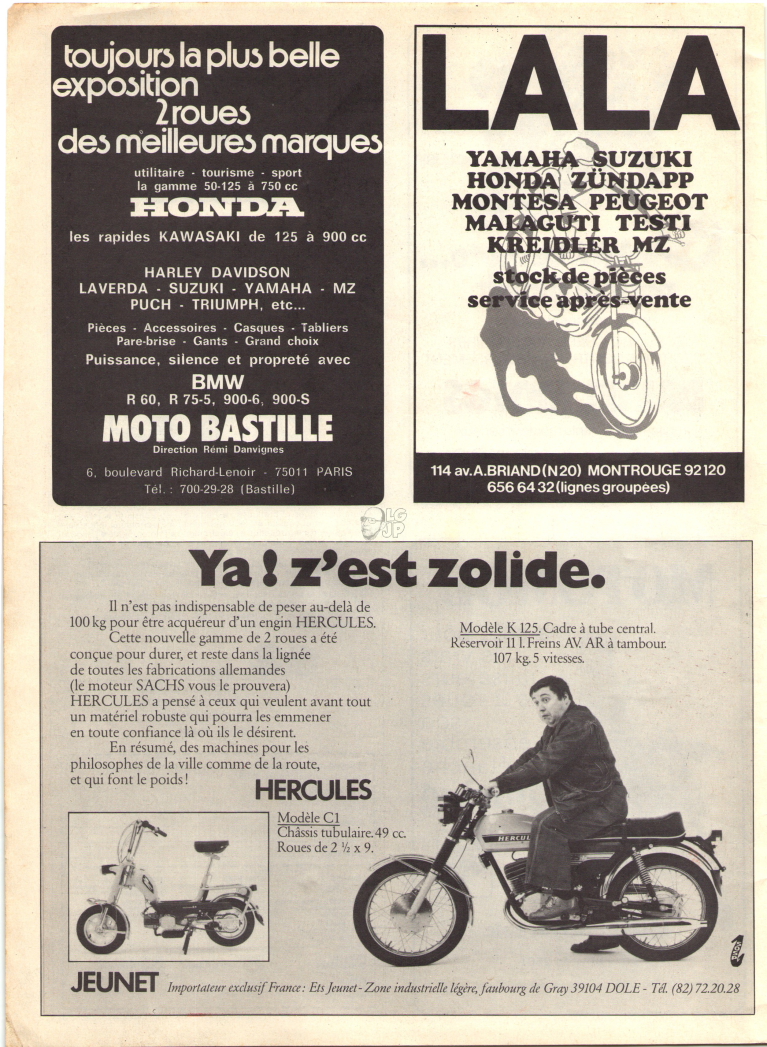 toujours la plus belle
exposition
2 roues
des meilleures marques
utilitaire - tourisme - sport
la gamme 50-125 à 750 cc
HONDA
les rapides KAWASAKI de 125 à 900 cc
HARLEY DAVIDSON
LAVERDA - SUZUKI - YAMAHA - MZ
PUCH - TRIUMPH, etc...
Pièces - Accessoires - Casques - Tabliers
Pare-brise - Gants - Grand choix
Puissance, silence et propreté avec
BMW
R 60, R 75-5, 900-6, 900-S
MOTO BASTILLE
Direction Rémi Danvignes
6, boulevard Richard-Lenoir - 75011 PARIS
Tél. : 700-29-28 (Bastille)
LALA
YAMAHA SUZUKI
HONDA ZÜNDAPP
MONTESA PEUGEOT
MALAGUTI TESTI
KREIDLER MZ
stock de pièces
service après-vente
114 av. A. BRIAND (N 20) MONTROUGE 92 120
656 64 32 (lignes groupées)
LG
JP
Ya ! z'est zolide.
Il n'est pas indispensable de peser au-delà de
100 kg pour être acquéreur d'un engin HERCULES.
Cette nouvelle gamme de 2 roues a été
conçue pour durer, et reste dans la lignée
de toutes les fabrications allemandes
(le moteur SACHS vous le prouvera)
HERCULES a pensé à ceux qui veulent avant tout
un matériel robuste qui pourra les emmener
en toute confiance là où ils le désirent.
En résumé, des machines pour les
philosophes de la ville comme de la route,
et qui font le poids !
HERCULES
Modèle K 125. Cadre à tube central.
Réservoir 11 l. Freins AV. AR à tambour.
107 kg. 5 vitesses.
Modèle C1
Châssis tubulaire. 49 cc.
Roues de 2 ½ x 9.
HERCUL
JEUNET
Importateur exclusif France : Ets Jeunet - Zone industrielle légère, faubourg de Gray 39104 DOLE - Tél. (82) 72.20.28